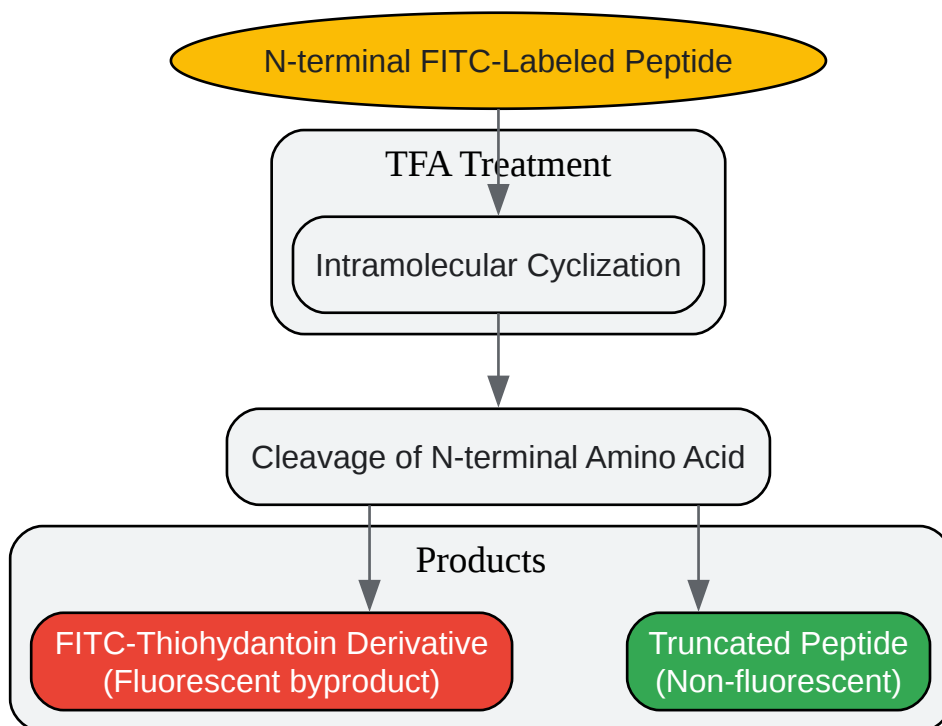 N-terminal FITC-Labeled Peptide
TFA Treatment
Intramolecular Cyclization
Cleavage of N-terminal Amino Acid
Products
FITC-Thiohydantoin Derivative
(Fluorescent byproduct)
Truncated Peptide
(Non-fluorescent)